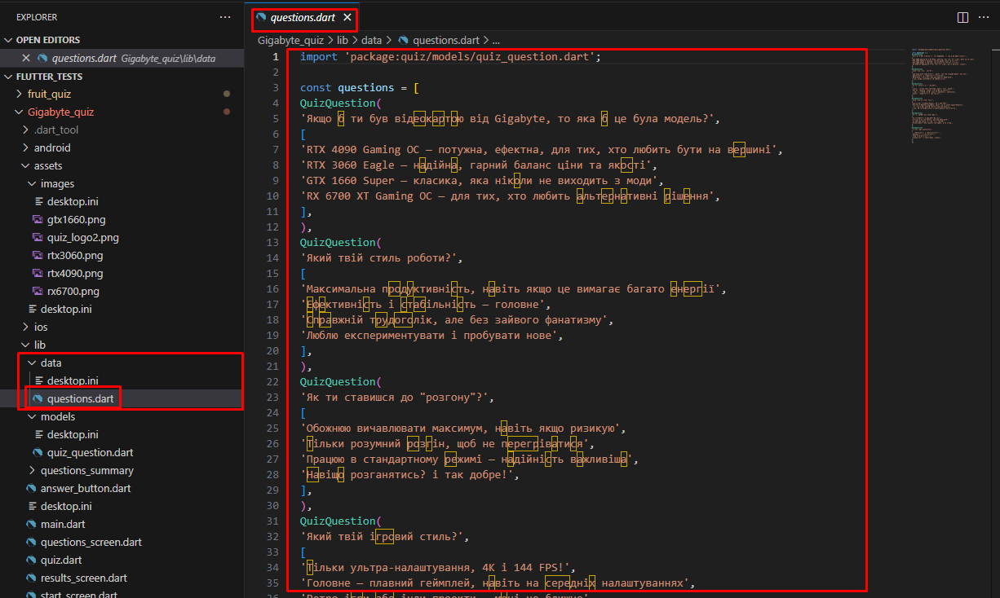 EXPLORER
OPEN EDITORS
questions.dart Gigabyte_quiz\lib\data
FLUTTER_TESTS
fruit_quiz
Gigabyte_quiz
.dart_tool
android
assets
images
desktop.ini
gtx1660.png
quiz_logo2.png
rtx3060.png
rtx4090.png
rx6700.png
desktop.ini
ios
lib
data
desktop.ini
questions.dart
models
desktop.ini
quiz_question.dart
questions_summary
answer_button.dart
desktop.ini
main.dart
questions_screen.dart
quiz.dart
results_screen.dart
start_screen.dart
questions.dart
Gigabyte_quiz > lib > data > questions.dart > ...
1 import 'package:quiz/models/quiz_question.dart';
2
3 const questions = [
4 QuizQuestion(
5 'Якщо б ти був відеокартою від Gigabyte, то яка б це була модель?',
6 [
7 'RTX 4090 Gaming OC — потужна, ефектна, для тих, хто любить бути на вершині',
8 'RTX 3060 Eagle — надійна, гарний баланс ціни та якості',
9 'GTX 1660 Super — класика, яка ніколи не виходить з моди',
10 'RX 6700 XT Gaming OC — для тих, хто любить альтернативні рішення',
11 ],
12 ),
13 QuizQuestion(
14 'Який твій стиль роботи?',
15 [
16 'Максимальна продуктивність, навіть якщо це вимагає багато енергії',
17 'Ефективність і стабільність — головне',
18 'Справжній трудоголік, але без зайвого фанатизму',
19 'Люблю експериментувати і пробувати нове',
20 ],
21 ),
22 QuizQuestion(
23 'Як ти ставишся до "розгону"?',
24 [
25 'Обожнюю вичавлювати максимум, навіть якщо ризикую',
26 'Тільки розумний розгін, щоб не перегріватися',
27 'Працюю в стандартному режимі — надійність важливіша',
28 'Навіщо розганятись? і так добре!',
29 ],
30 ),
31 QuizQuestion(
32 'Який твій ігровий стиль?',
33 [
34 'Тільки ультра-налаштування, 4K і 144 FPS!',
35 'Головне — плавний геймплей, навіть на середніх налаштуваннях',